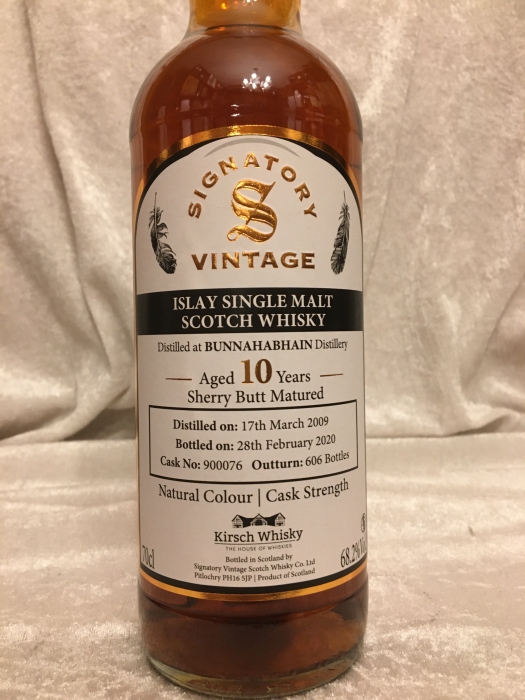 SIGNATORY
S
VINTAGE
ISLAY SINGLE MALT
SCOTCH WHISKY
Distilled at BUNNAHABHAIN Distillery
Aged 10 Years
Sherry Butt Matured
Distilled on: 17th March 2009
Bottled on: 28th February 2020
Cask No: 900076 Outturn: 606 Bottles
Natural Colour | Cask Strength
Kirsch Whisky
THE HOUSE OF WHISKIES
70cl
Bottled in Scotland by
Signatory Vintage Scotch Whisky Co. Ltd
Pitlochry PH16 5JP | Product of Scotland
68.2%